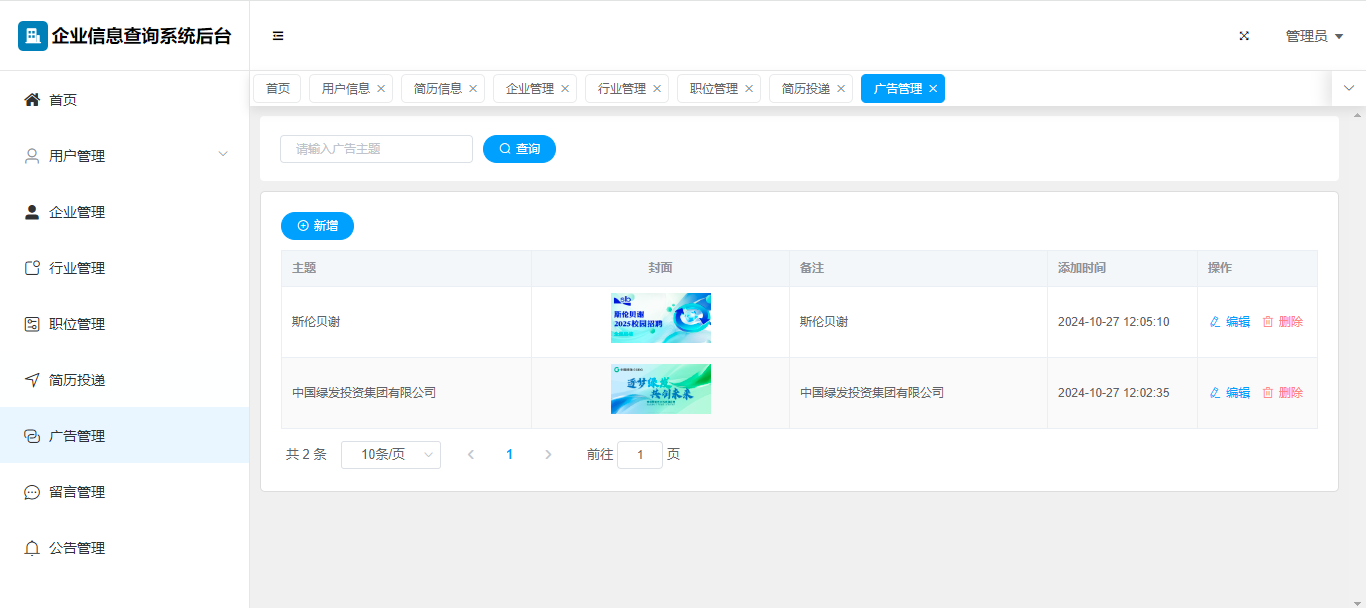 企业信息查询系统后台
管理员
首页
用户管理
企业管理
行业管理
职位管理
简历投递
广告管理
留言管理
公告管理
首页 用户信息 简历信息 企业管理 行业管理 职位管理 简历投递 广告管理
请输入广告主题 查询
新增
主题 封面 备注 添加时间 操作
斯伦贝谢
斯伦贝谢
2025校园招聘
斯伦贝谢 2024-10-27 12:05:10 编辑 删除
中国绿发投资集团有限公司
逐梦绿发
共创未来
中国绿发投资集团有限公司 2024-10-27 12:02:35 编辑 删除
共 2 条 10条/页 1 前往 1 页